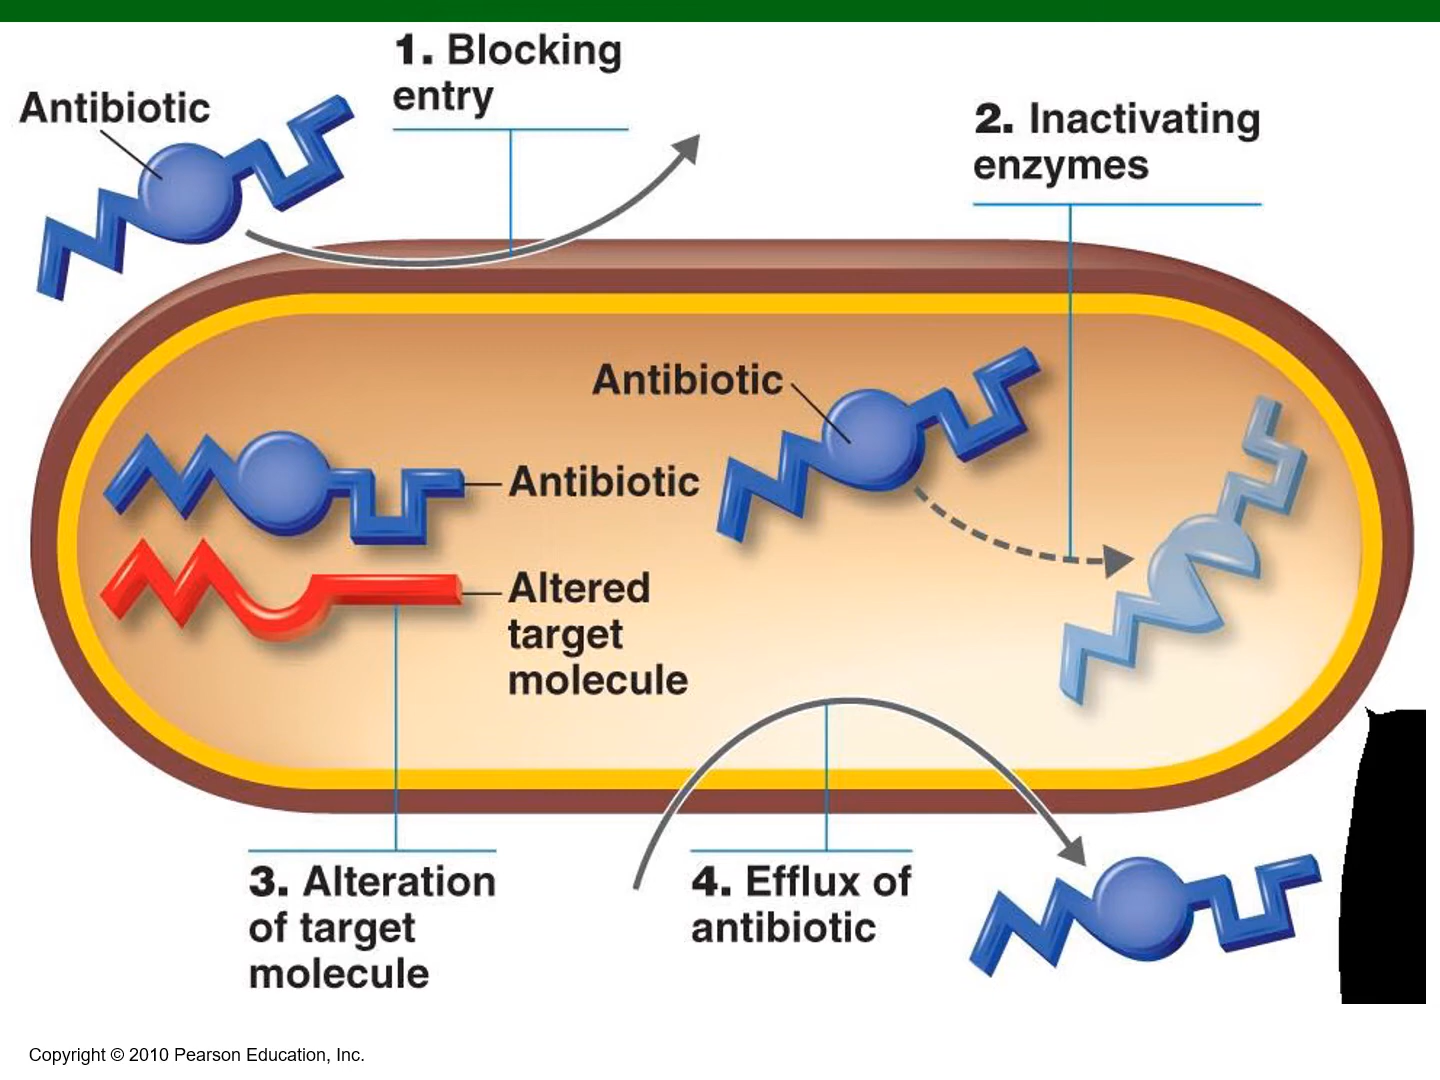 1. Blocking
entry
Antibiotic
2. Inactivating
enzymes
Antibiotic
Antibiotic
Altered
target
molecule
3. Alteration
of target
molecule
4. Efflux of
antibiotic
Copyright © 2010 Pearson Education, Inc.